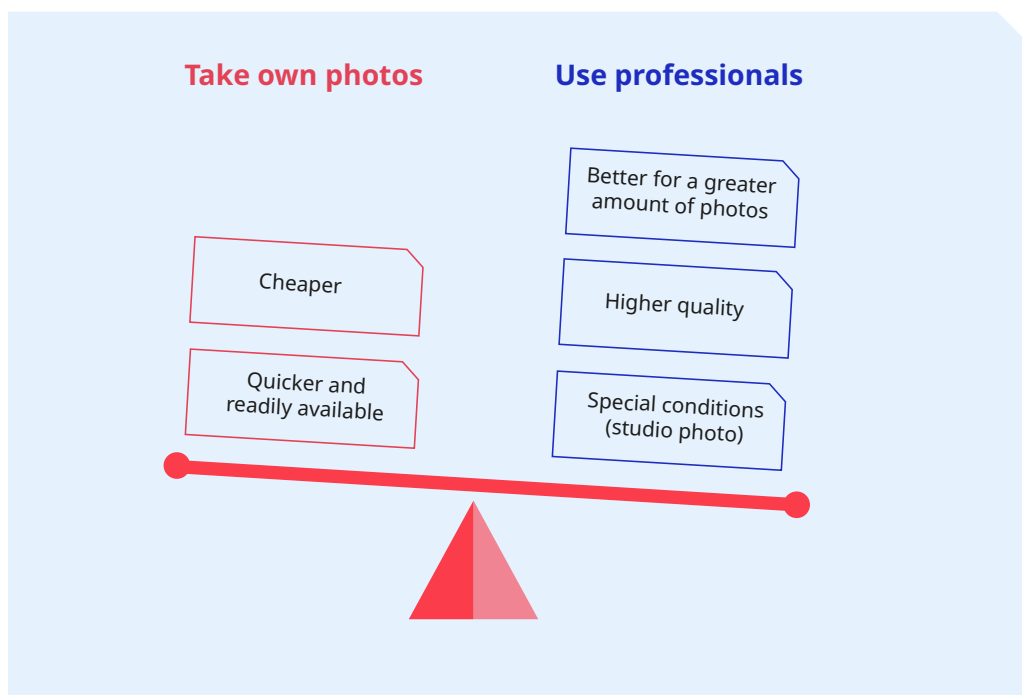 Take own photos
Use professionals
Cheaper
Quicker and
readily available
Better for a greater
amount of photos
Higher quality
Special conditions
(studio photo)